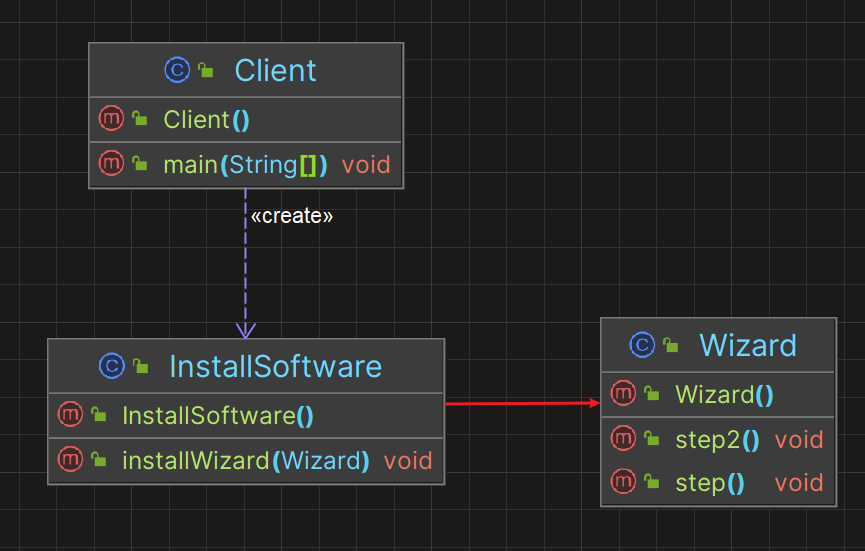 Client
Client()
main(String[]) void
«create»
InstallSoftware
InstallSoftware()
installWizard(Wizard) void
Wizard
Wizard()
step2() void
step() void